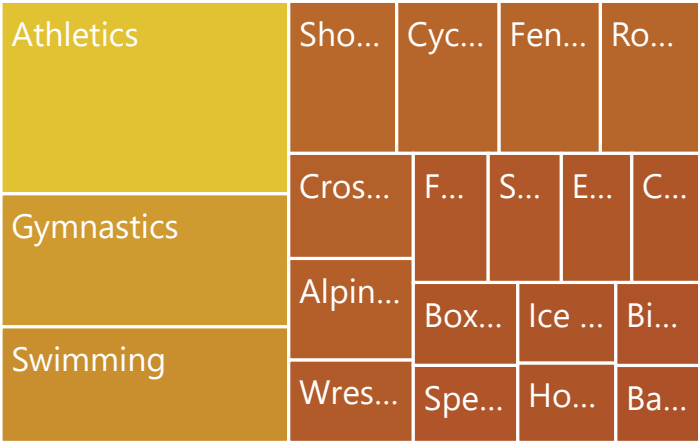 Athletics
Gymnastics
Swimming
Sho...
Cyc...
Fen...
Ro...
Cros...
Alpin...
Wres...
F...
S...
E...
C...
Box...
Ice ...
Bi...
Spe...
Ho...
Ba...